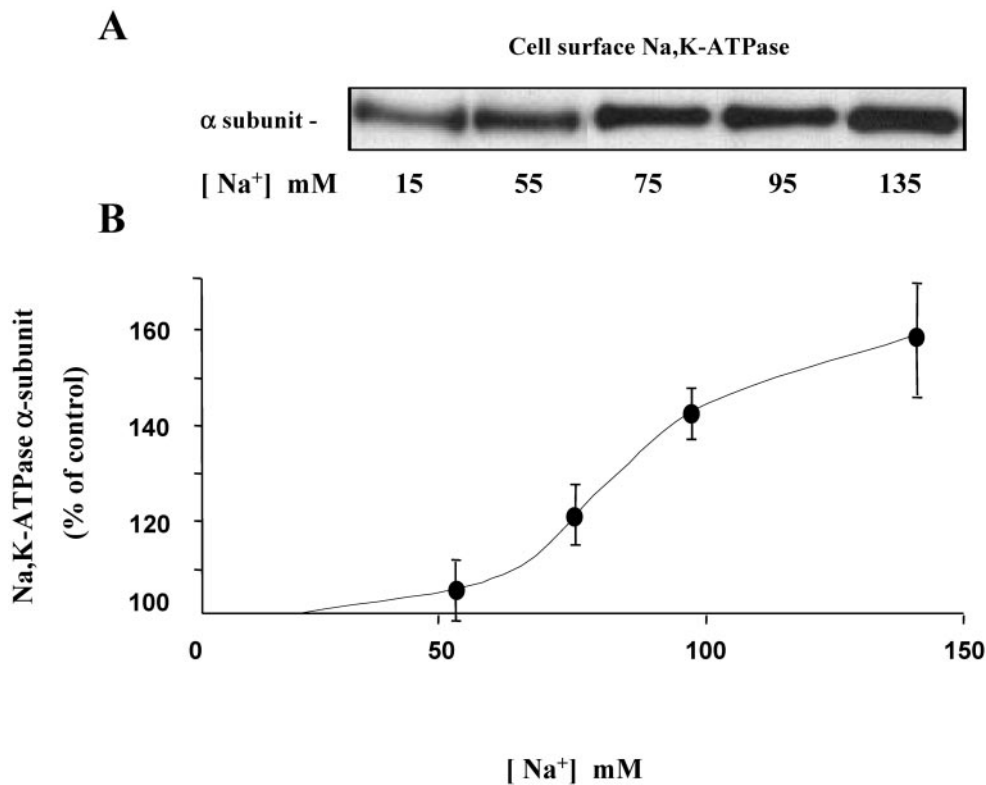 A
Cell surface Na,K-ATPase
α subunit -
[ Na⁺] mM 15 55 75 95 135
B
Na,K-ATPase α-subunit
(% of control)
160
140
120
100
0 50 100 150
[ Na⁺] mM